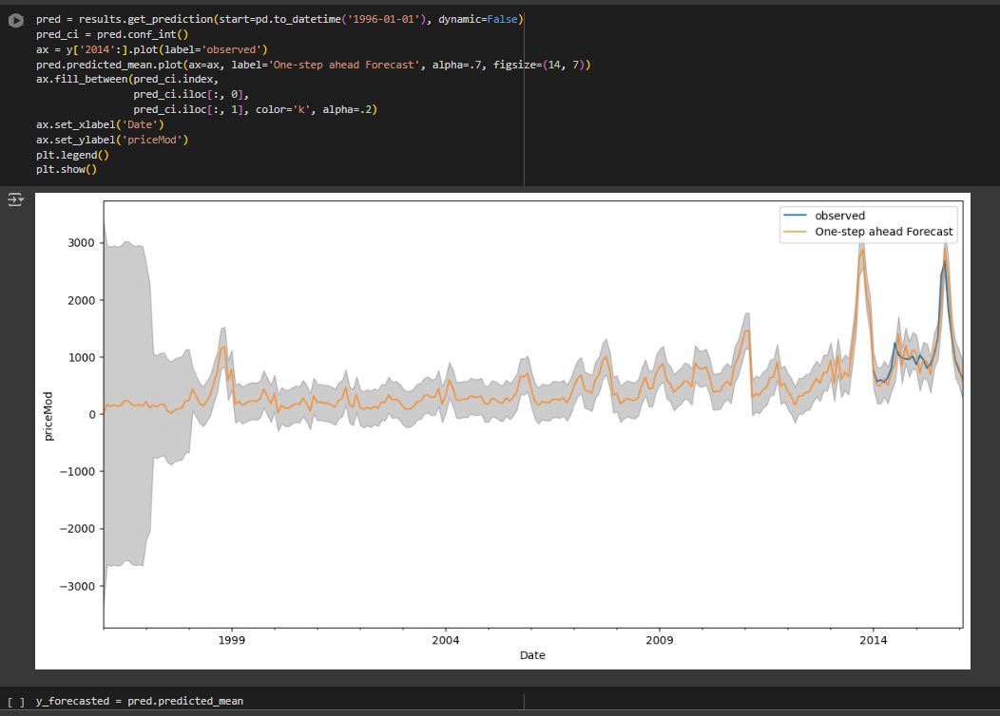 pred = results.get_prediction(start=pd.to_datetime('1996-01-01'), dynamic=False)
pred_ci = pred.conf_int()
ax = y['2014':].plot(label='observed')
pred.predicted_mean.plot(ax=ax, label='One-step ahead Forecast', alpha=.7, figsize=(14, 7))
ax.fill_between(pred_ci.index,
pred_ci.iloc[:, 0],
pred_ci.iloc[:, 1], color='k', alpha=.2)
ax.set_xlabel('Date')
ax.set_ylabel('priceMod')
plt.legend()
plt.show()
observed
One-step ahead Forecast
3000
2000
1000
0
−1000
−2000
−3000
priceMod
1999
2004
2009
2014
Date
[ ] y_forecasted = pred.predicted_mean